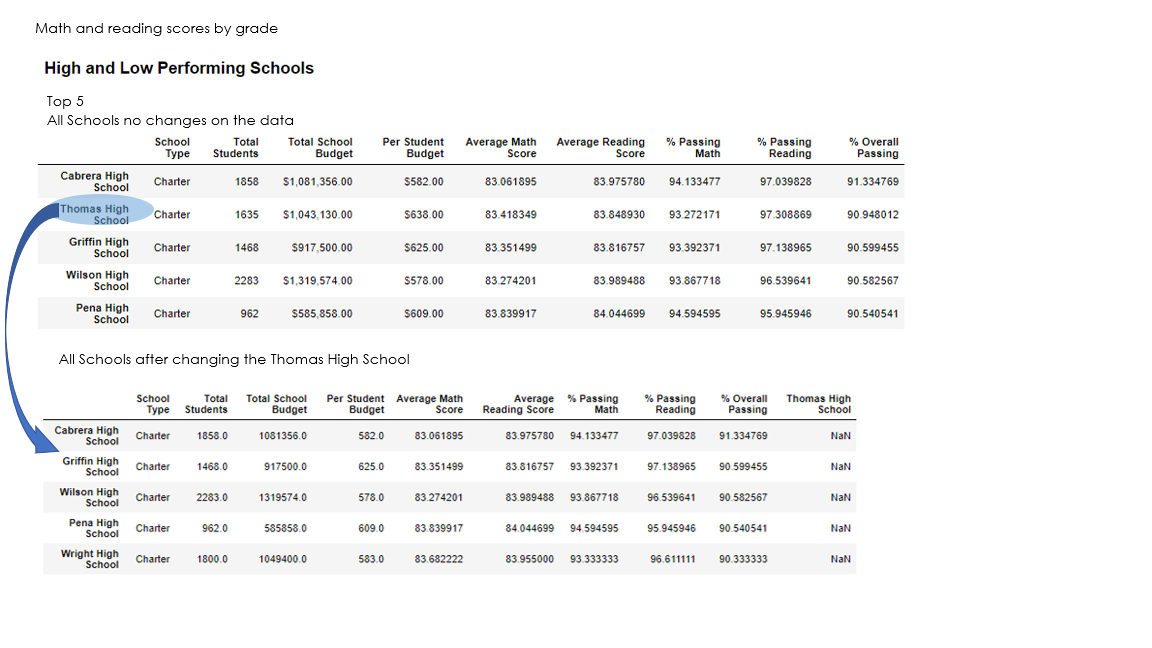 Math and reading scores by grade
High and Low Performing Schools
Top 5
All Schools no changes on the data
School Type Total Students Total School Budget Per Student Budget Average Math Score Average Reading Score % Passing Math % Passing Reading % Overall Passing
Cabrera High School Charter 1858 $1,081,356.00 $582.00 83.061895 83.975780 94.133477 97.039828 91.334769
Thomas High School Charter 1635 $1,043,130.00 $638.00 83.418349 83.848930 93.272171 97.308869 90.948012
Griffin High School Charter 1468 $917,500.00 $625.00 83.351499 83.816757 93.392371 97.138965 90.599455
Wilson High School Charter 2283 $1,319,574.00 $578.00 83.274201 83.989488 93.867718 96.539641 90.582567
Pena High School Charter 962 $585,858.00 $609.00 83.839917 84.044699 94.594595 95.945946 90.540541
All Schools after changing the Thomas High School
School Type Total Students Total School Budget Per Student Budget Average Math Score Average Reading Score % Passing Math % Passing Reading % Overall Passing Thomas High School
Cabrera High School Charter 1858.0 1081356.0 582.0 83.061895 83.975780 94.133477 97.039828 91.334769 NaN
Griffin High School Charter 1468.0 917500.0 625.0 83.351499 83.816757 93.392371 97.138965 90.599455 NaN
Wilson High School Charter 2283.0 1319574.0 578.0 83.274201 83.989488 93.867718 96.539641 90.582567 NaN
Pena High School Charter 962.0 585858.0 609.0 83.839917 84.044699 94.594595 95.945946 90.540541 NaN
Wright High School Charter 1800.0 1049400.0 583.0 83.682222 83.955000 93.333333 96.611111 90.333333 NaN